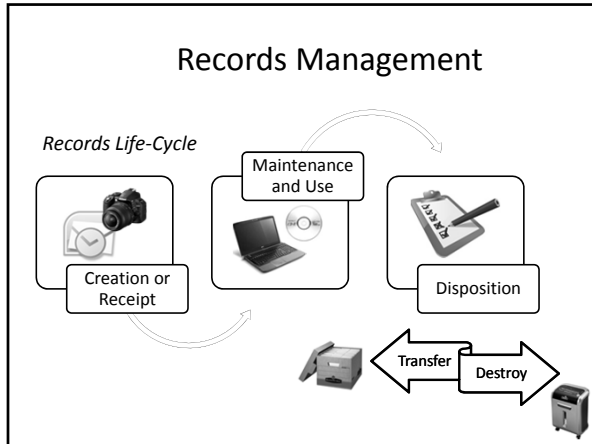 Records Management
Records Life-Cycle
Creation or
Receipt
Maintenance
and Use
Disposition
Transfer
Destroy